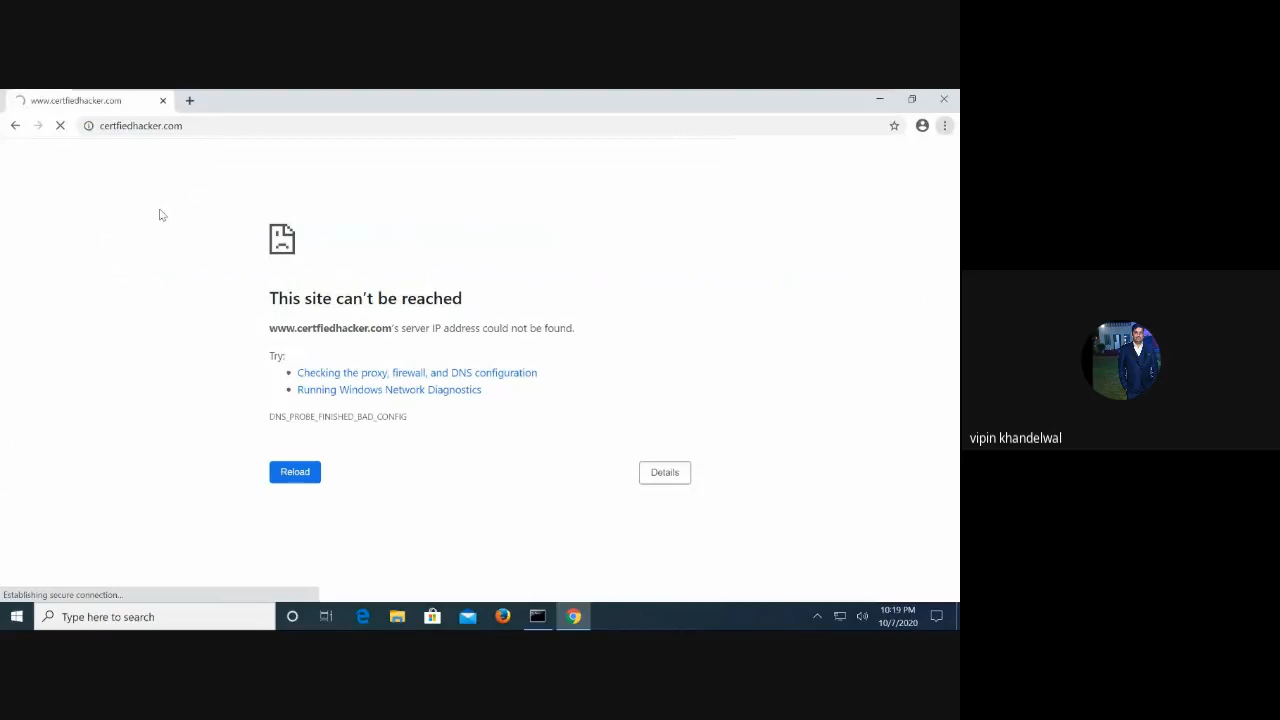 www.certfiedhacker.com
certfiedhacker.com
This site can't be reached
www.certfiedhacker.com's server IP address could not be found.
Try:
Checking the proxy, firewall, and DNS configuration
Running Windows Network Diagnostics
DNS_PROBE_FINISHED_BAD_CONFIG
Reload
Details
vipin khandelwal
Establishing secure connection...
Type here to search
10:19 PM
10/7/2020